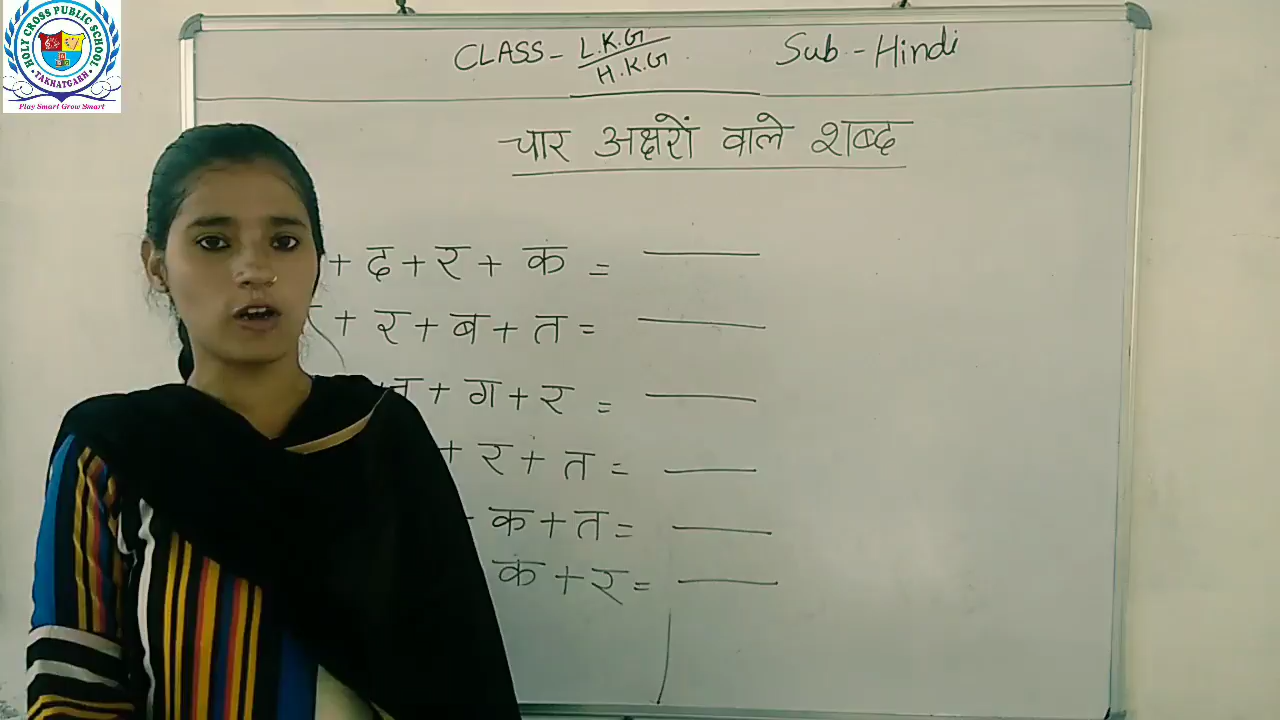 HOLY CROSS PUBLIC SCHOOL
TAKHATGARH
Play Smart Grow Smart
CLASS- L.K.G/H.K.G. Sub-Hindi
चार अक्षरों वाले शब्द
+ द + र + क =
+ र + ब + त =
+ ग + र =
+ र + त =
क + त =
क + र =